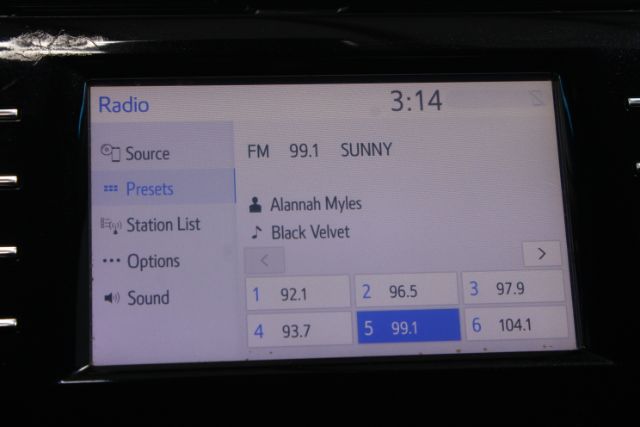 Radio 3:14
Source
Presets
Station List
Options
Sound
FM 99.1 SUNNY
Alannah Myles
Black Velvet
1 92.1 2 96.5 3 97.9
4 93.7 5 99.1 6 104.1